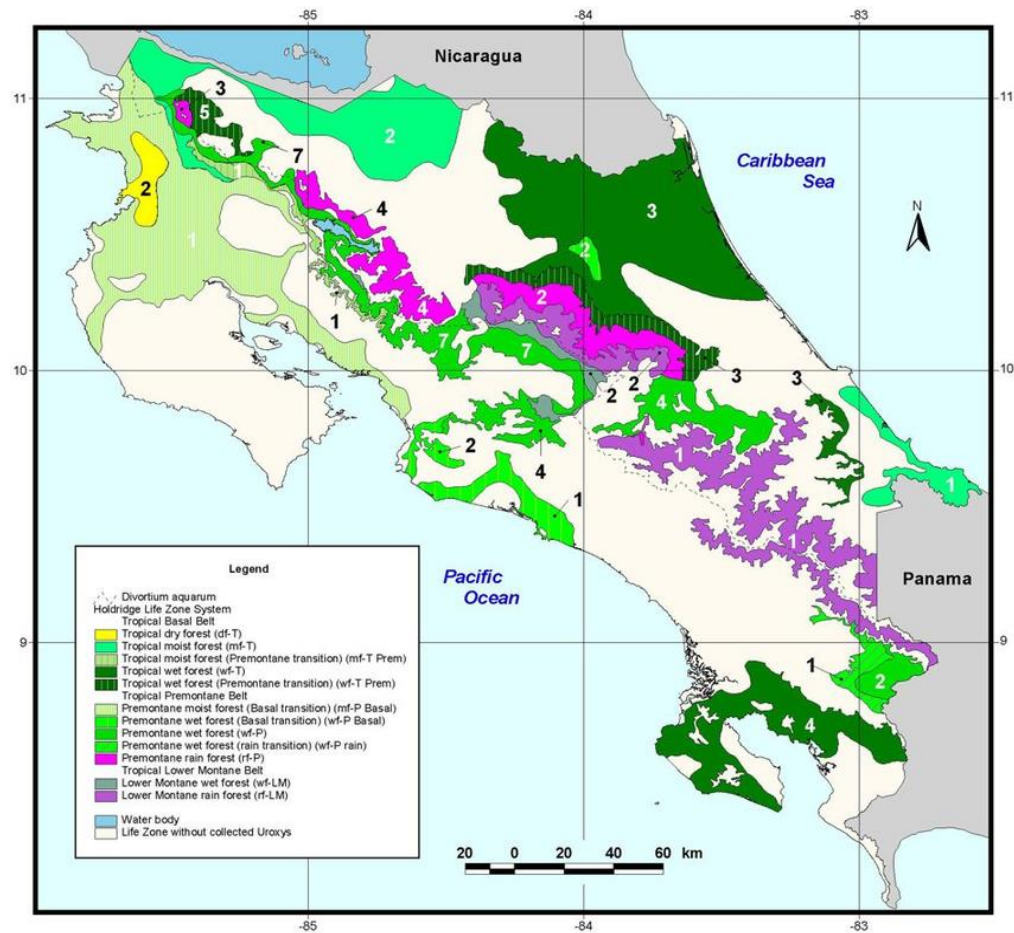 -85
-84
-83
Nicaragua
11
3
11
5
2
7
Caribbean
Sea
1
2
4
3
N
1
2
2
1
4
7
7
10
10
2
2
3
3
4
2
4
1
1
1
1
Pacific
Ocean
Panama
9
9
1
2
4
Legend
Divortium aquarum
Holdridge Life Zone System
Tropical Basal Belt
Tropical dry forest (df-T)
Tropical moist forest (mf-T)
Tropical moist forest (Premontane transition) (mf-T Prem)
Tropical wet forest (wf-T)
Tropical wet forest (Premontane transition) (wf-T Prem)
Tropical Premontane Belt
Premontane moist forest (Basal transition) (mf-P Basal)
Premontane wet forest (Basal transition) (wf-P Basal)
Premontane wet forest (wf-P)
Premontane wet forest (rain transition) (wf-P rain)
Premontane rain forest (rf-P)
Tropical Lower Montane Belt
Lower Montane wet forest (wf-LM)
Lower Montane rain forest (rf-LM)
Water body
Life Zone without collected Uroxys
20 0 20 40 60 km
-85
-84
-83